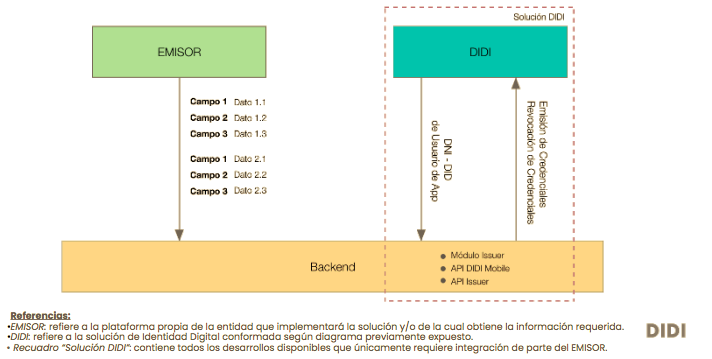 Solución DIDI
EMISOR
DIDI
Campo 1 Dato 1.1
Campo 2 Dato 1.2
Campo 3 Dato 1.3
Campo 1 Dato 2.1
Campo 2 Dato 2.2
Campo 3 Dato 2.3
DNI - DID
de Usuario de App
Emisión de Credenciales
Revocación de Credenciales
Backend
• Módulo Issuer
• API DIDI Mobile
• API Issuer
Referencias:
•EMISOR: refiere a la plataforma propia de la entidad que implementará la solución y/o de la cual obtiene la información requerida.
•DIDI: refiere a la solución de Identidad Digital conformada según diagrama previamente expuesto.
• Recuadro “Solución DIDI”: contiene todos los desarrollos disponibles que únicamente requiere integración de parte del EMISOR.
DIDI